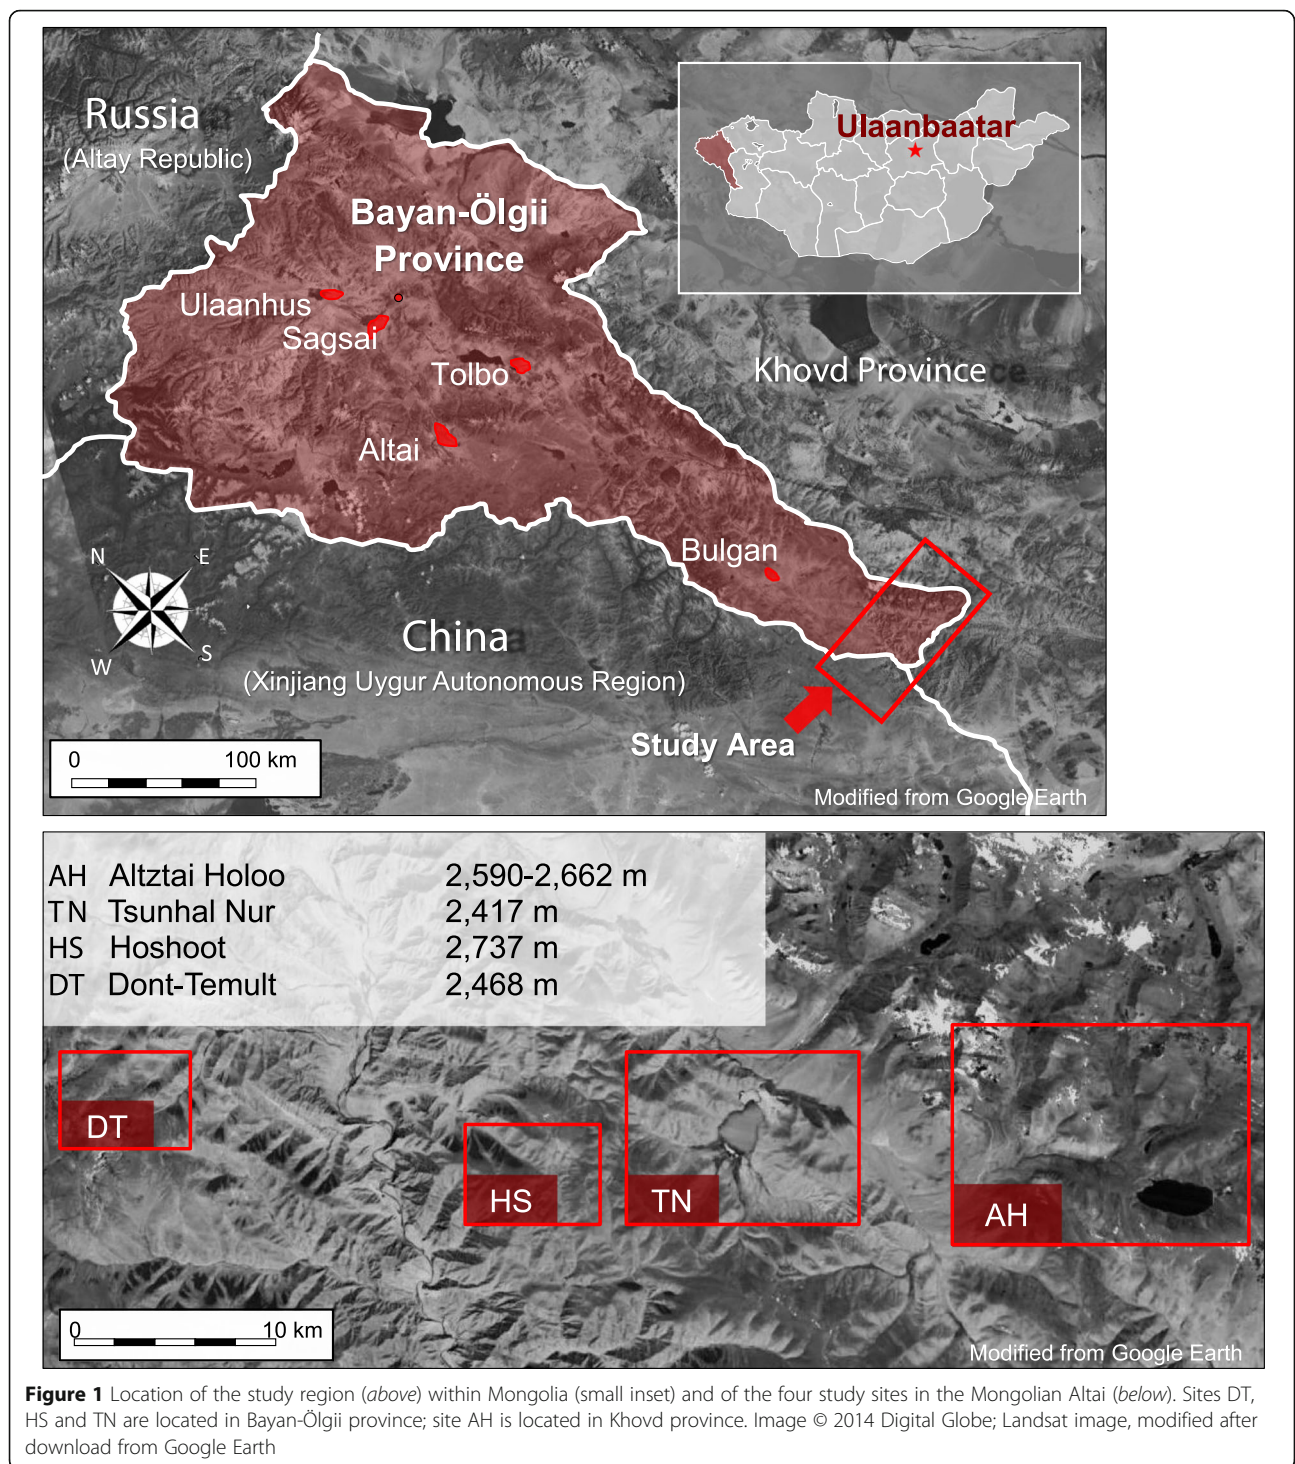 Russia
(Altay Republic)
Ulaanbaatar
Bayan-Ölgii
Province
Ulaanhus
Sagsai
Tolbo
Altai
Khovd Province
Bulgan
N E
W S
China
(Xinjiang Uygur Autonomous Region)
Study Area
0 100 km
Modified from Google Earth
AH Altztai Holoo 2,590-2,662 m
TN Tsunhal Nur 2,417 m
HS Hoshoot 2,737 m
DT Dont-Temult 2,468 m
DT
HS
TN
AH
0 10 km
Modified from Google Earth
Figure 1 Location of the study region (above) within Mongolia (small inset) and of the four study sites in the Mongolian Altai (below). Sites DT,
HS and TN are located in Bayan-Ölgii province; site AH is located in Khovd province. Image © 2014 Digital Globe; Landsat image, modified after
download from Google Earth